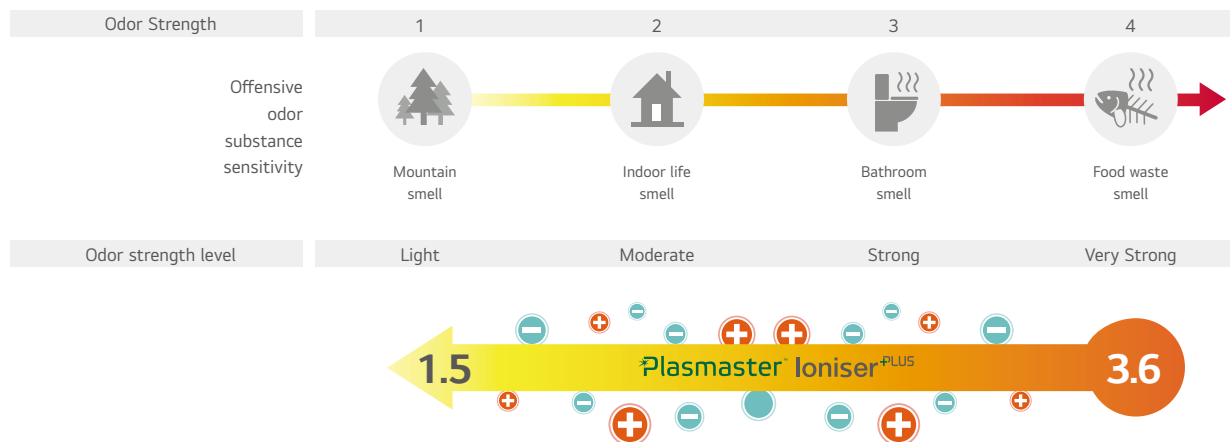 Odor Strength 1 2 3 4
Offensive
odor
substance
sensitivity
Mountain
smell
Indoor life
smell
Bathroom
smell
Food waste
smell
Odor strength level Light Moderate Strong Very Strong
1.5 Plasmaster™ Ioniser+PLUS 3.6